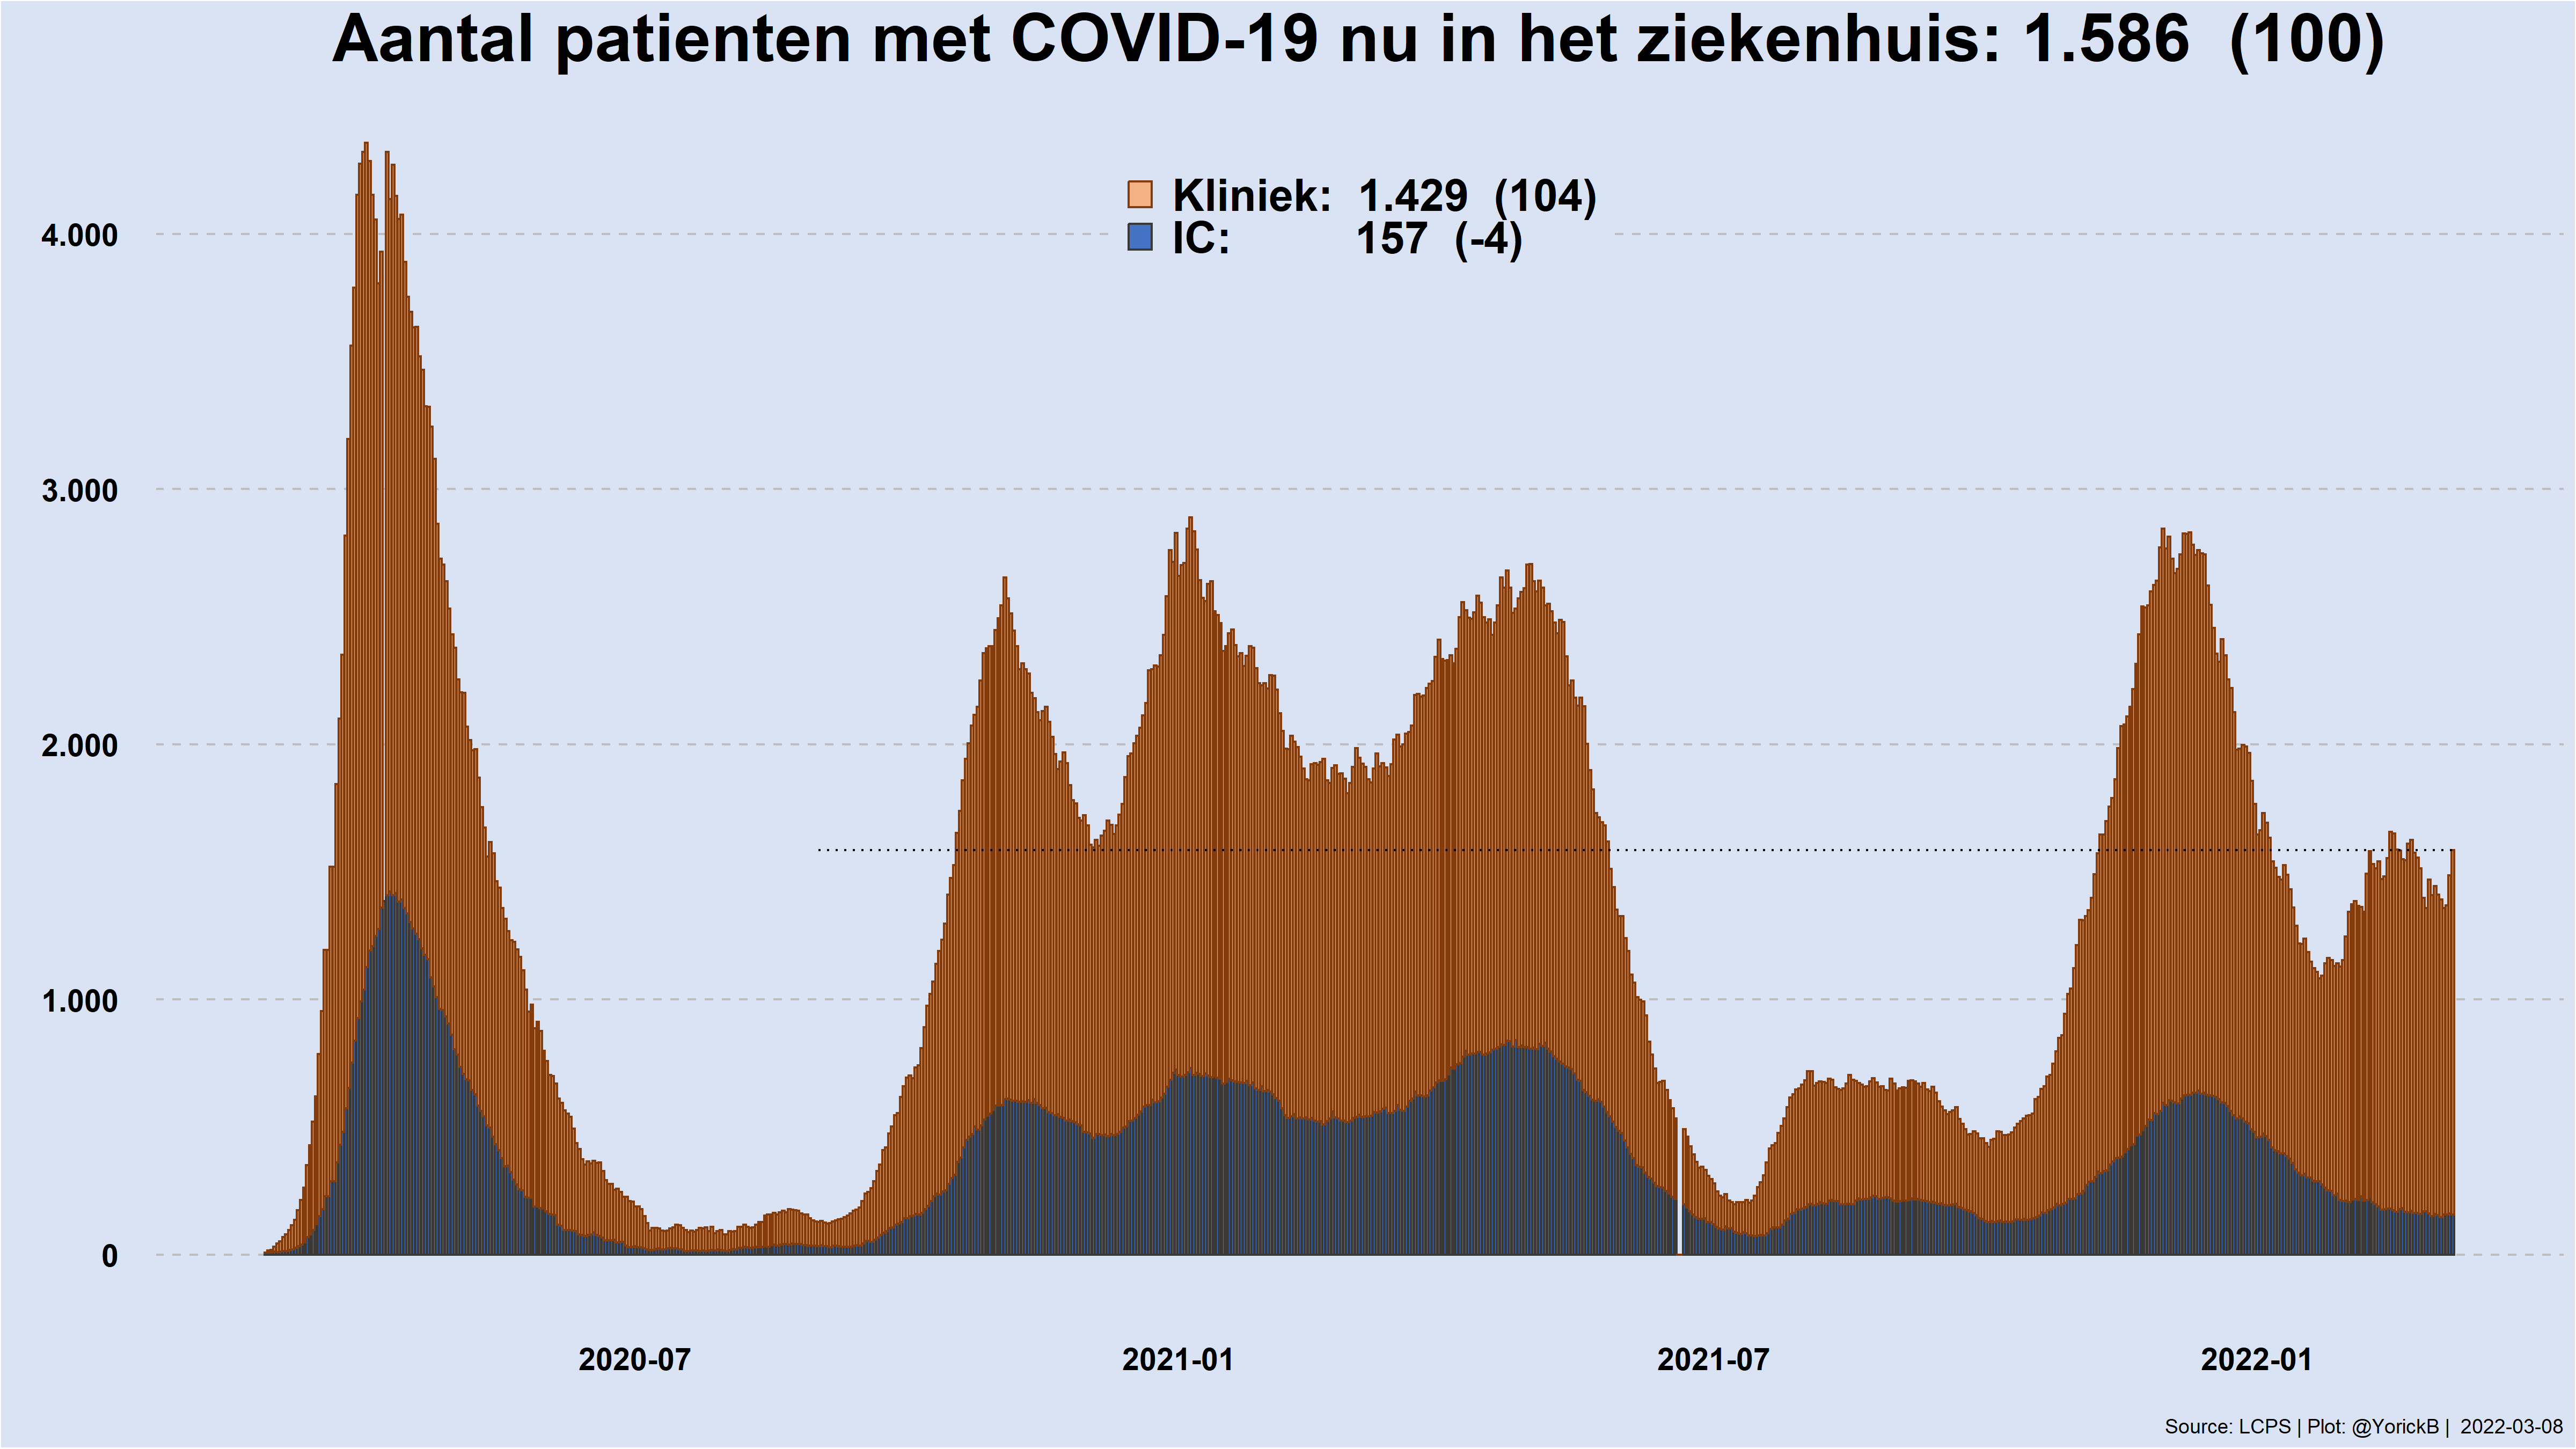 Aantal patienten met COVID-19 nu in het ziekenhuis: 1.586 (100)
Kliniek: 1.429 (104)
IC: 157 (-4)
4.000
3.000
2.000
1.000
0
2020-07 2021-01 2021-07 2022-01
Source: LCPS | Plot: @YorickB | 2022-03-08